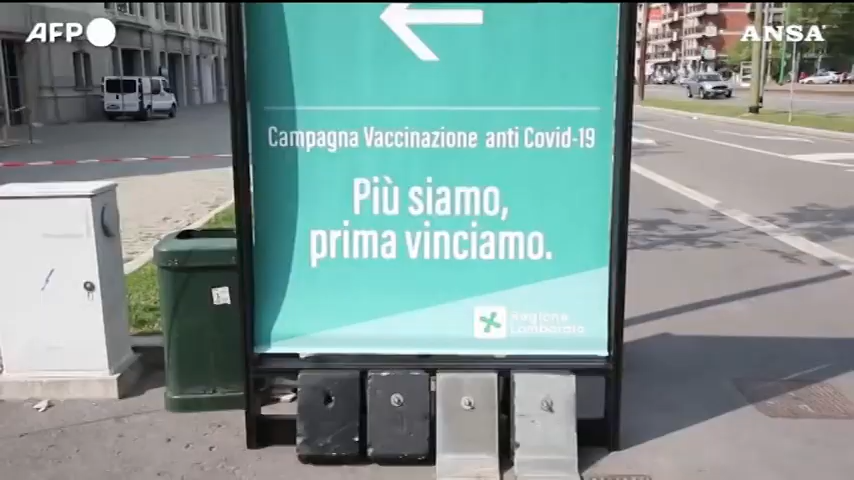 AFP
ANSA
Campagna Vaccinazione anti Covid-19
Più siamo,
prima vinciamo.
Regione
Lombardia